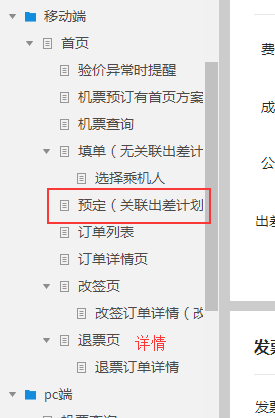 移动端
首页
费
验价异常时提醒
机票预订有首页方案
成
机票查询
填单（无关联出差计
公
选择乘机人
预定（关联出差计划
出差
订单列表
订单详情页
改签页
改签订单详情（改
退票页 详情
发票
退票订单详情
pc端
发票